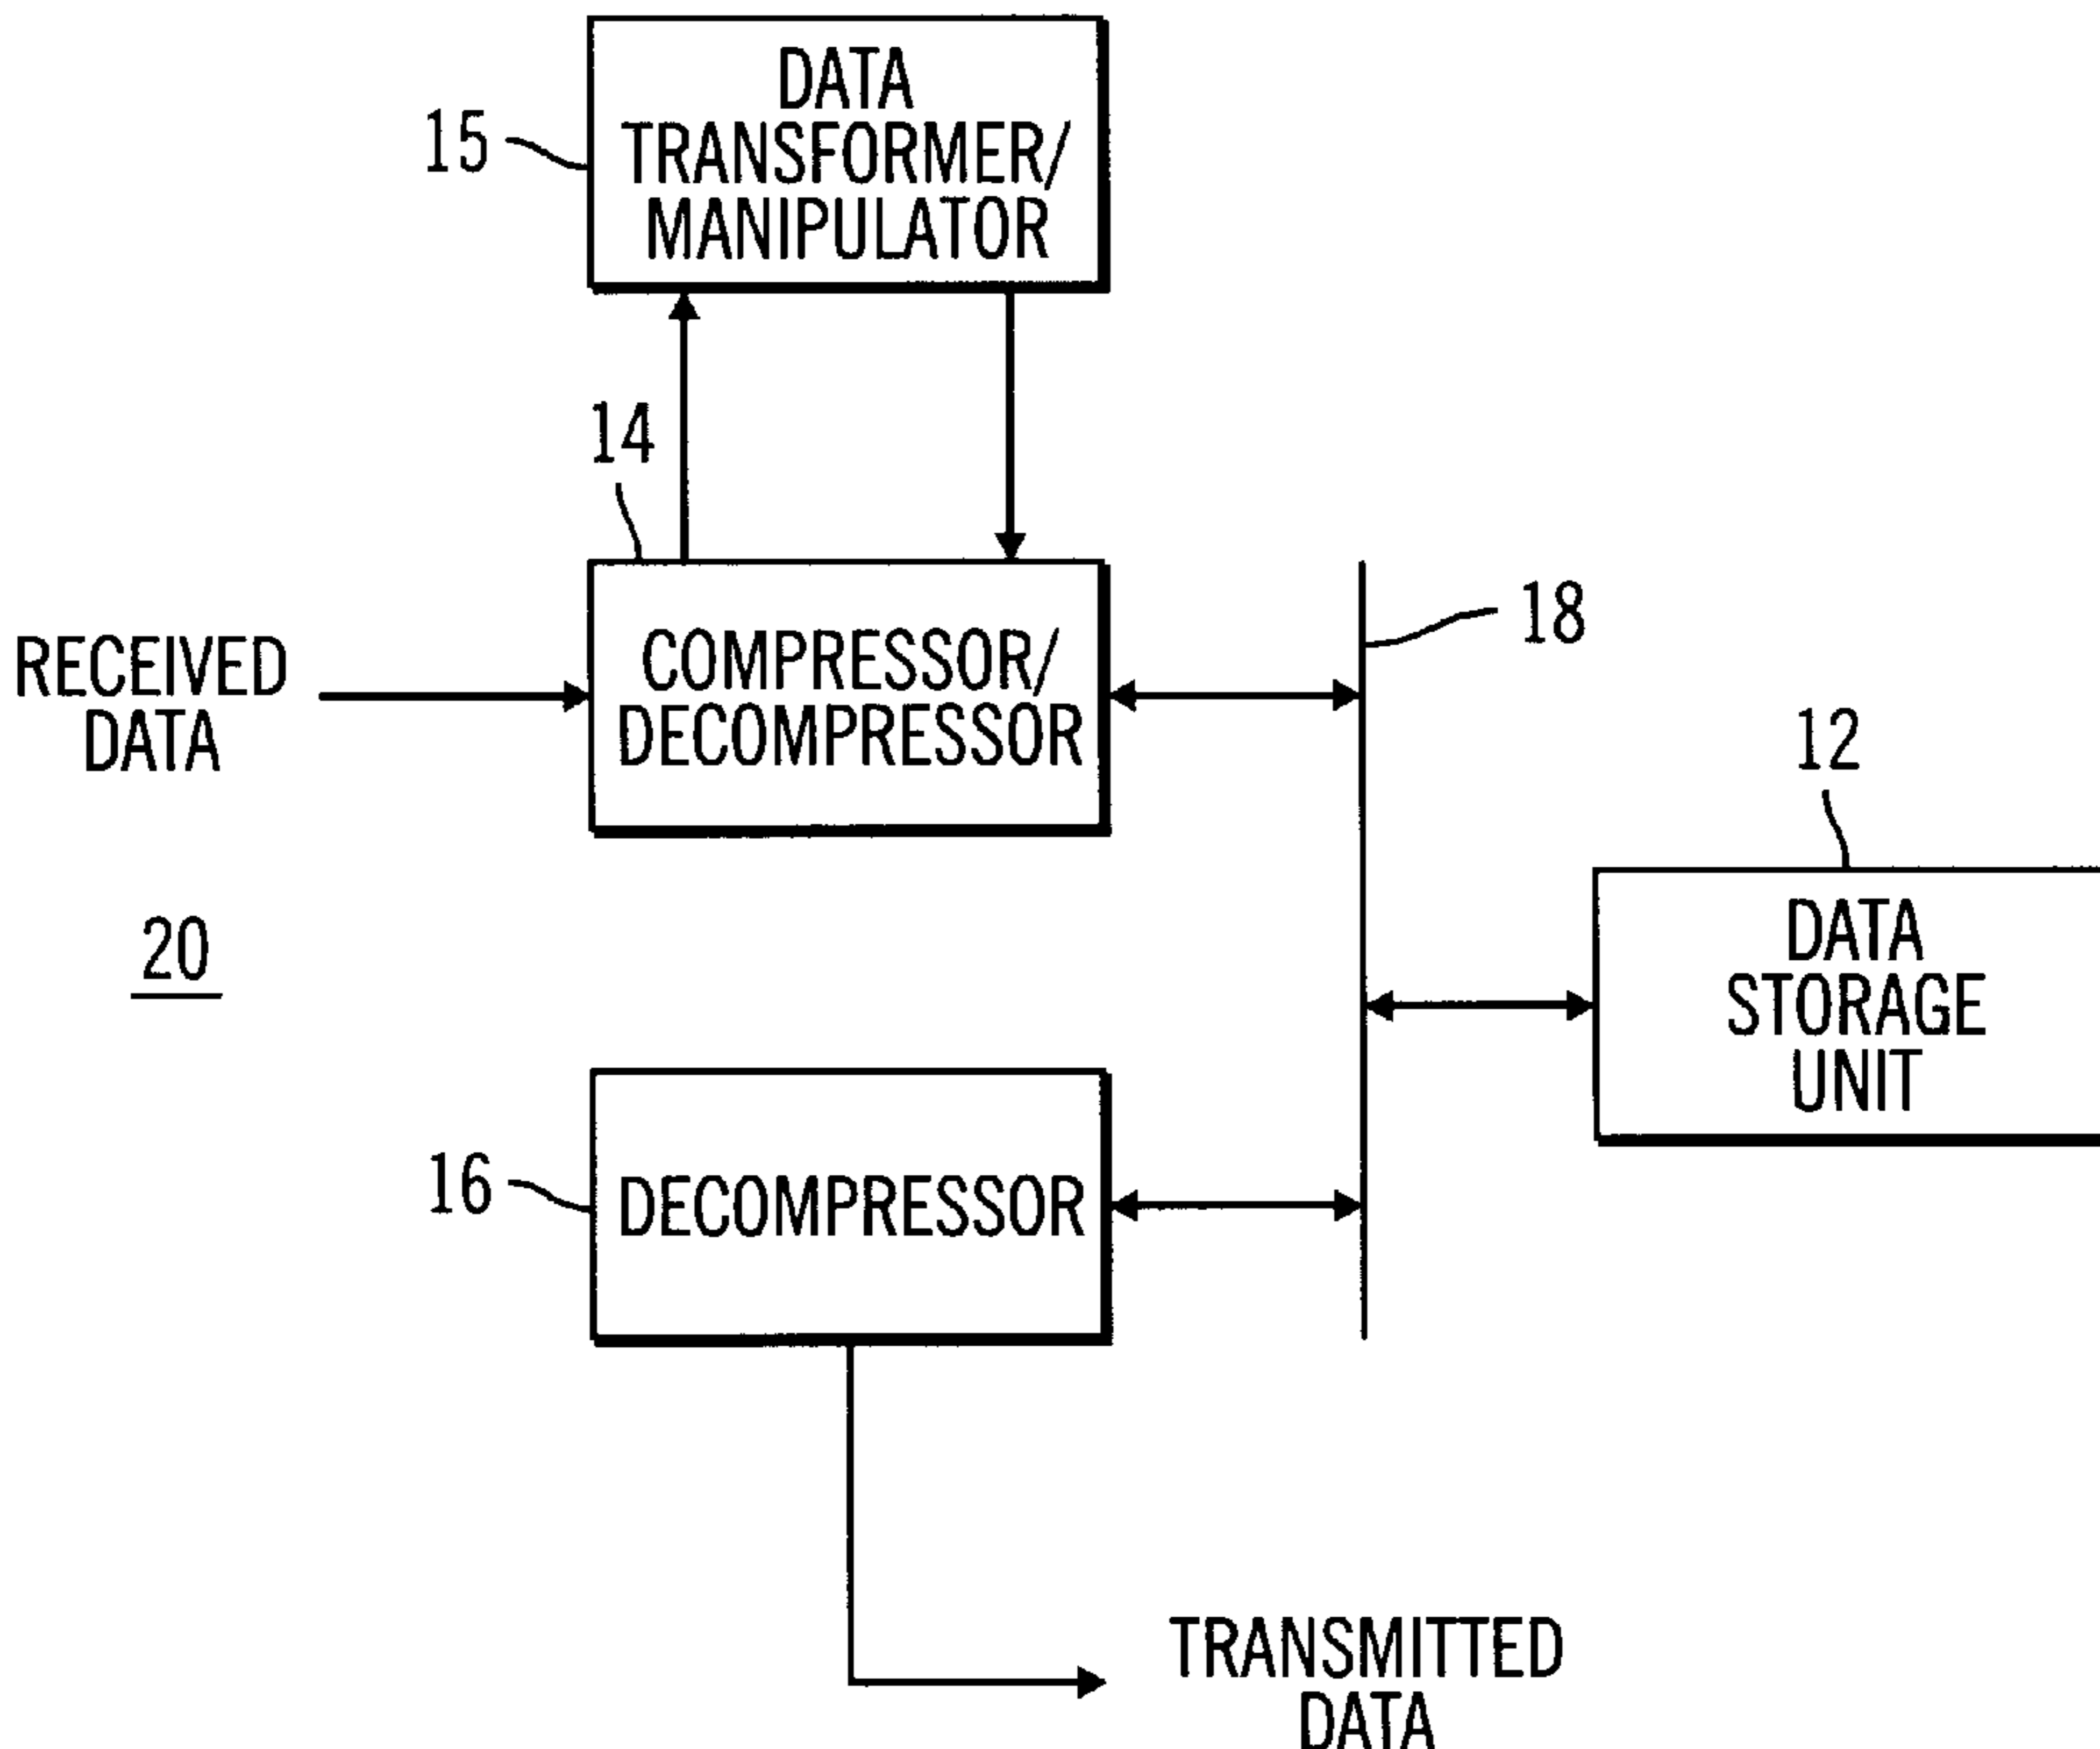 DATA
TRANSFORMER/
MANIPULATOR
15
14
COMPRESSOR/
DECOMPRESSOR
RECEIVED
DATA
18
12
DATA
STORAGE
UNIT
20
16
DECOMPRESSOR
TRANSMITTED
DATA